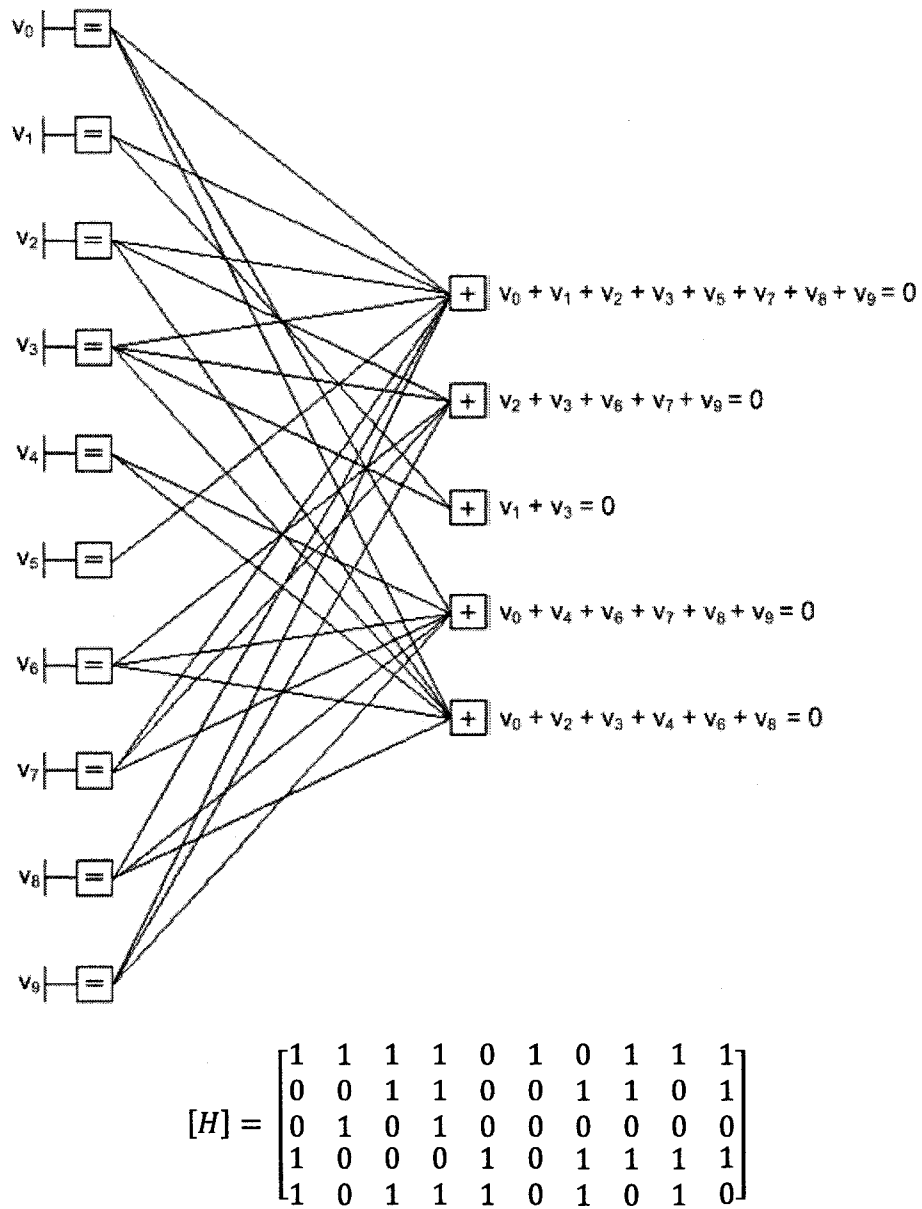 v₀ =
v₁ =
v₂ =
+ v₀ + v₁ + v₂ + v₃ + v₅ + v₇ + v₈ + v₉ = 0
v₃ =
+ v₂ + v₃ + v₆ + v₇ + v₉ = 0
v₄ =
+ v₁ + v₃ = 0
v₅ =
+ v₀ + v₄ + v₆ + v₇ + v₈ + v₉ = 0
v₆ =
+ v₀ + v₂ + v₃ + v₄ + v₆ + v₈ = 0
v₇ =
v₈ =
v₉ =
1 1 1 1 0 1 0 1 1 1
0 0 1 1 0 0 1 1 0 1
[H] = 0 1 0 1 0 0 0 0 0 0
1 0 0 0 1 0 1 1 1 1
1 0 1 1 1 0 1 0 1 0